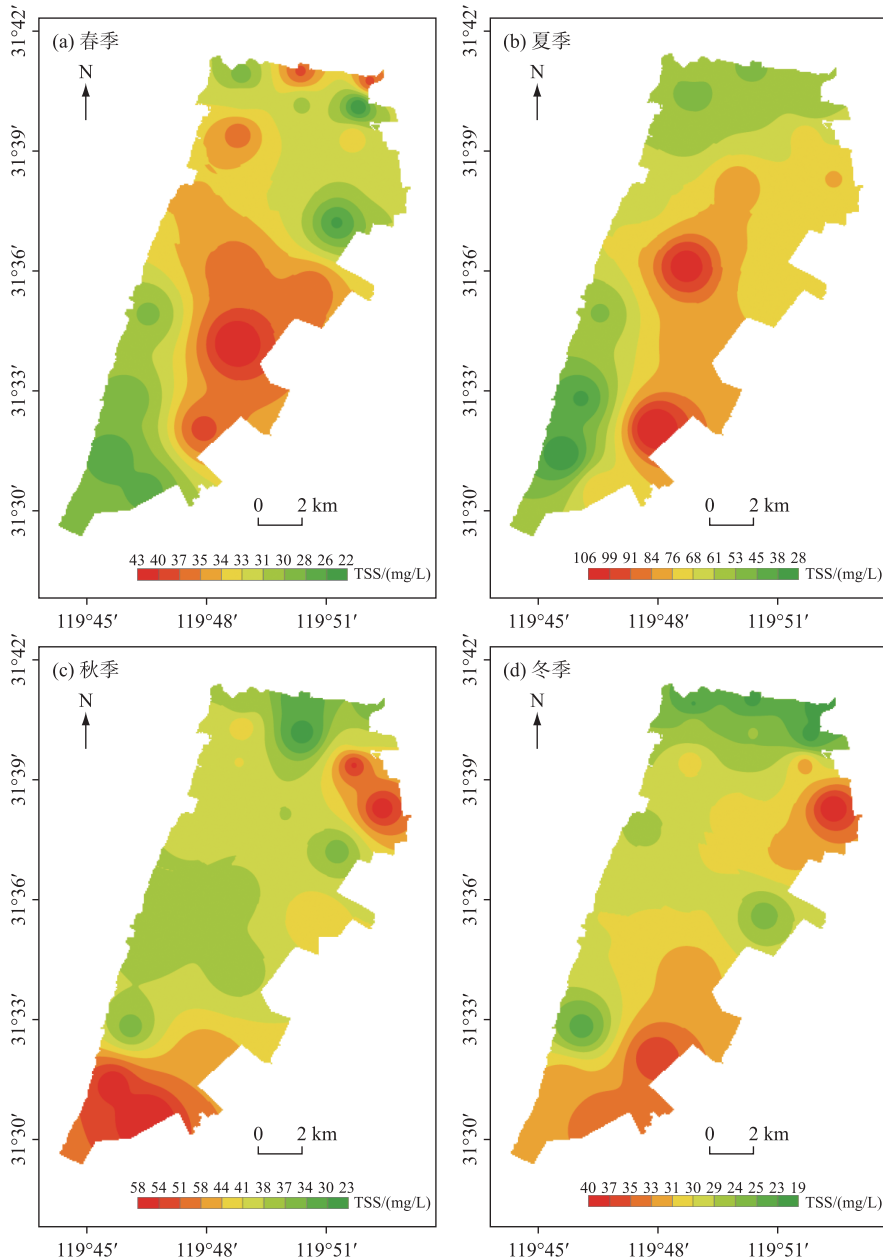 (a) 春季
N
31°42′
31°39′
31°36′
31°33′
31°30′
0 2 km
43 40 37 35 34 33 31 30 28 26 22 TSS/(mg/L)
119°45′ 119°48′ 119°51′
(b) 夏季
N
31°42′
31°39′
31°36′
31°33′
31°30′
0 2 km
106 99 91 84 76 68 61 53 45 38 28 TSS/(mg/L)
119°45′ 119°48′ 119°51′
(c) 秋季
N
31°42′
31°39′
31°36′
31°33′
31°30′
0 2 km
58 54 51 58 44 41 38 37 34 30 23 TSS/(mg/L)
119°45′ 119°48′ 119°51′
(d) 冬季
N
31°42′
31°39′
31°36′
31°33′
31°30′
0 2 km
40 37 35 33 31 30 29 24 25 23 19 TSS/(mg/L)
119°45′ 119°48′ 119°51′